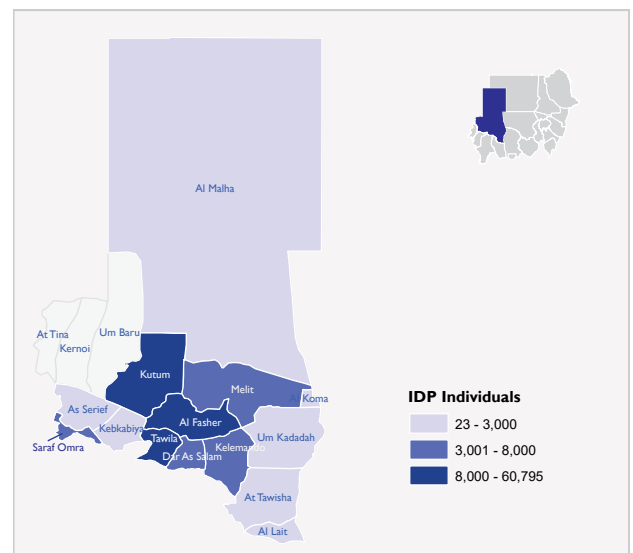 Al Malha
At Tina
Um Baru
Kernoi
Kutum
Melit
Al Koma
As Serief
Kebkabiya
Al Fasher
Saraf Omra
Tawila
Kelemando
Um Kadadah
Dar As Salam
At Tawisha
Al Lait
IDP Individuals
23 - 3,000
3,001 - 8,000
8,000 - 60,795